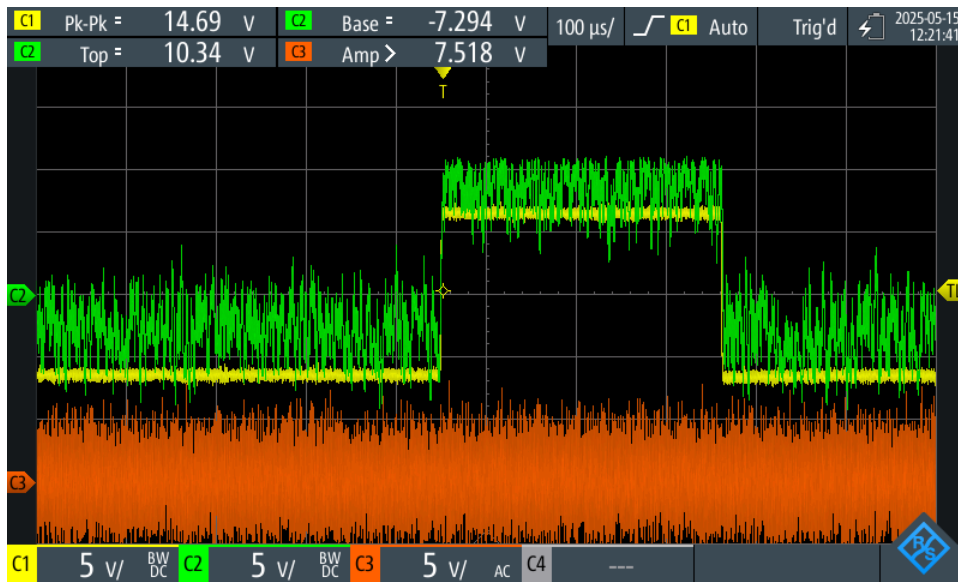 C1 Pk-Pk = 14.69 V C2 Base = -7.294 V 100 µs/ C1 Auto Trig'd 2025-05-15
C2 Top = 10.34 V C3 Amp > 7.518 V 12:21:41
T
C2
C3
R&S
C1 5 V/ BW DC C2 5 V/ BW DC C3 5 V/ AC C4 ---